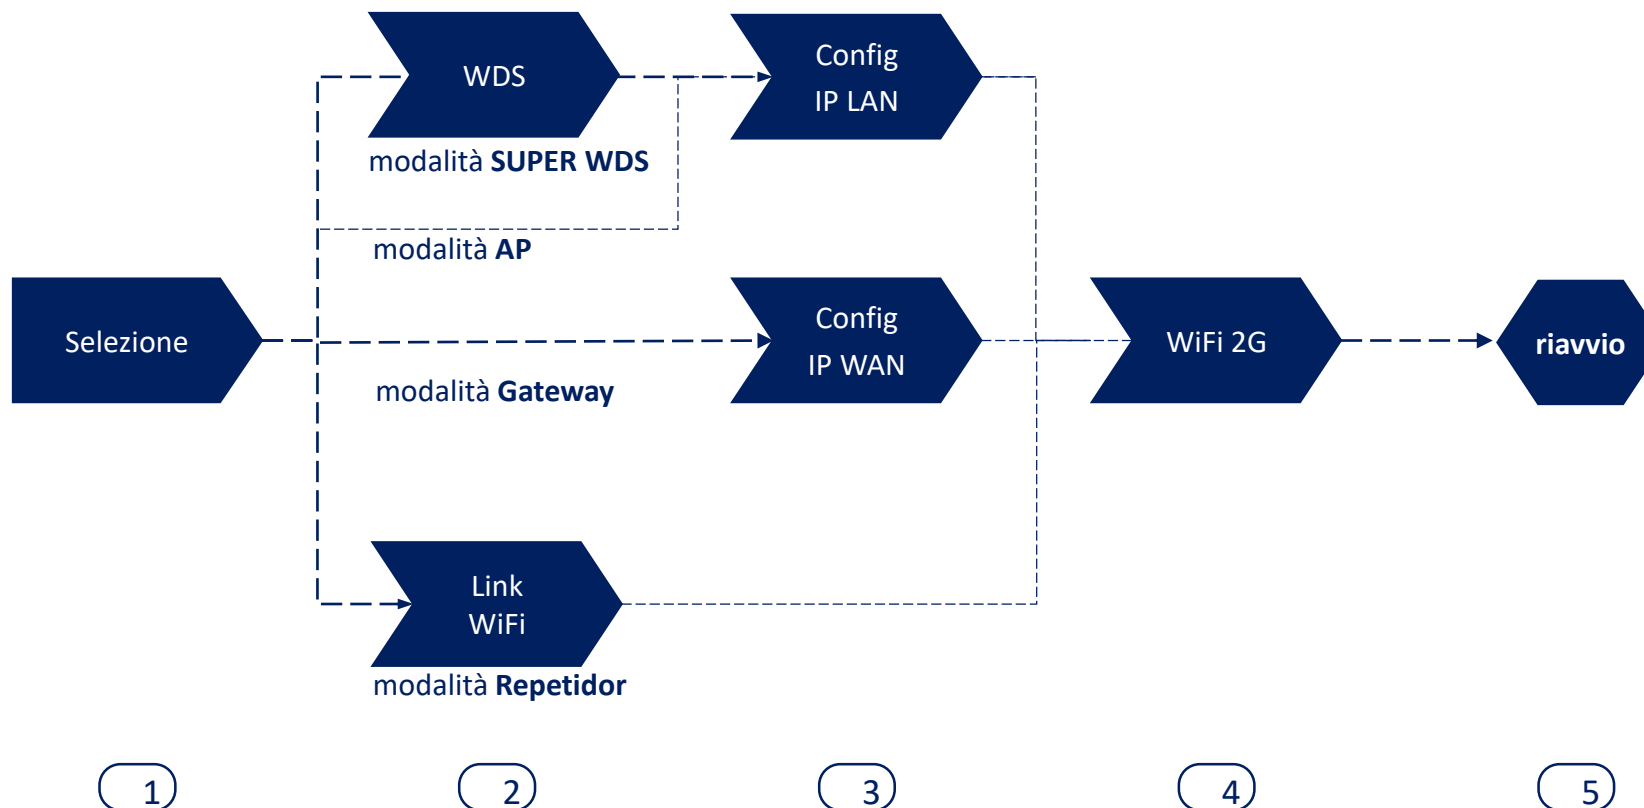 WDS
Config
IP LAN
modalità SUPER WDS
modalità AP
Selezione
Config
IP WAN
WiFi 2G
riavvio
modalità Gateway
Link
WiFi
modalità Repetidor
1
2
3
4
5